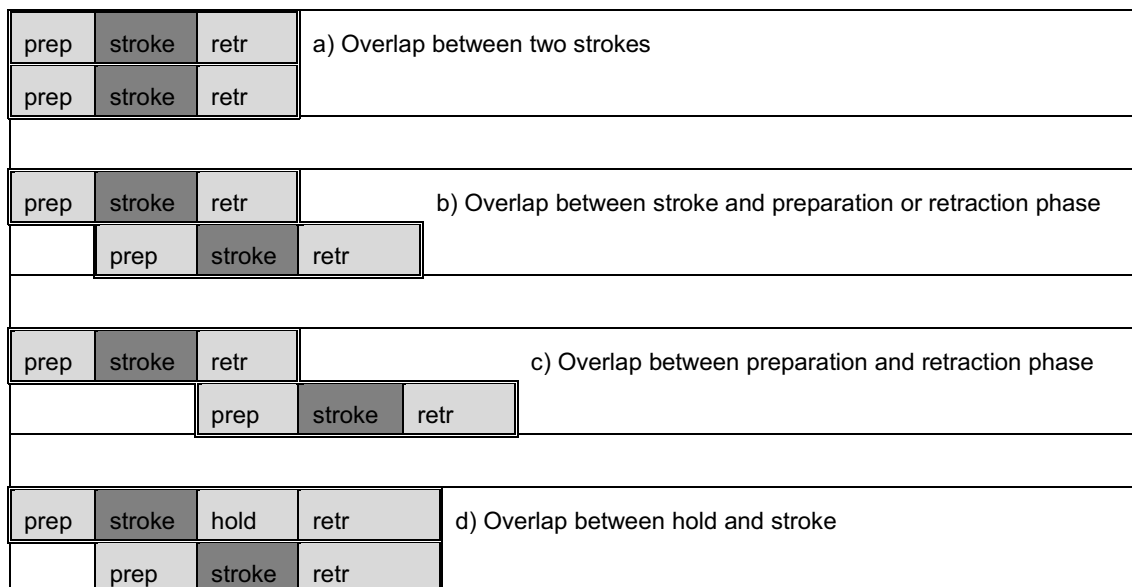 prep stroke retr a) Overlap between two strokes
prep stroke retr
prep stroke retr b) Overlap between stroke and preparation or retraction phase
prep stroke retr
prep stroke retr c) Overlap between preparation and retraction phase
prep stroke retr
prep stroke hold retr d) Overlap between hold and stroke
prep stroke retr